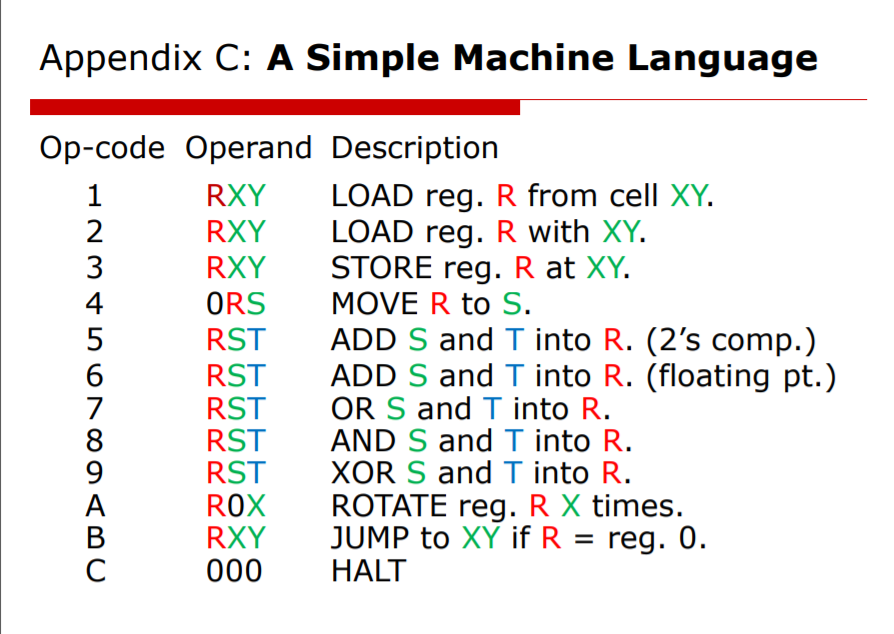 Appendix C: A Simple Machine Language
Op-code Operand Description
1 RXY LOAD reg. R from cell XY.
2 RXY LOAD reg. R with XY.
3 RXY STORE reg. R at XY.
4 0RS MOVE R to S.
5 RST ADD S and T into R. (2’s comp.)
6 RST ADD S and T into R. (floating pt.)
7 RST OR S and T into R.
8 RST AND S and T into R.
9 RST XOR S and T into R.
A R0X ROTATE reg. R X times.
B RXY JUMP to XY if R = reg. 0.
C 000 HALT